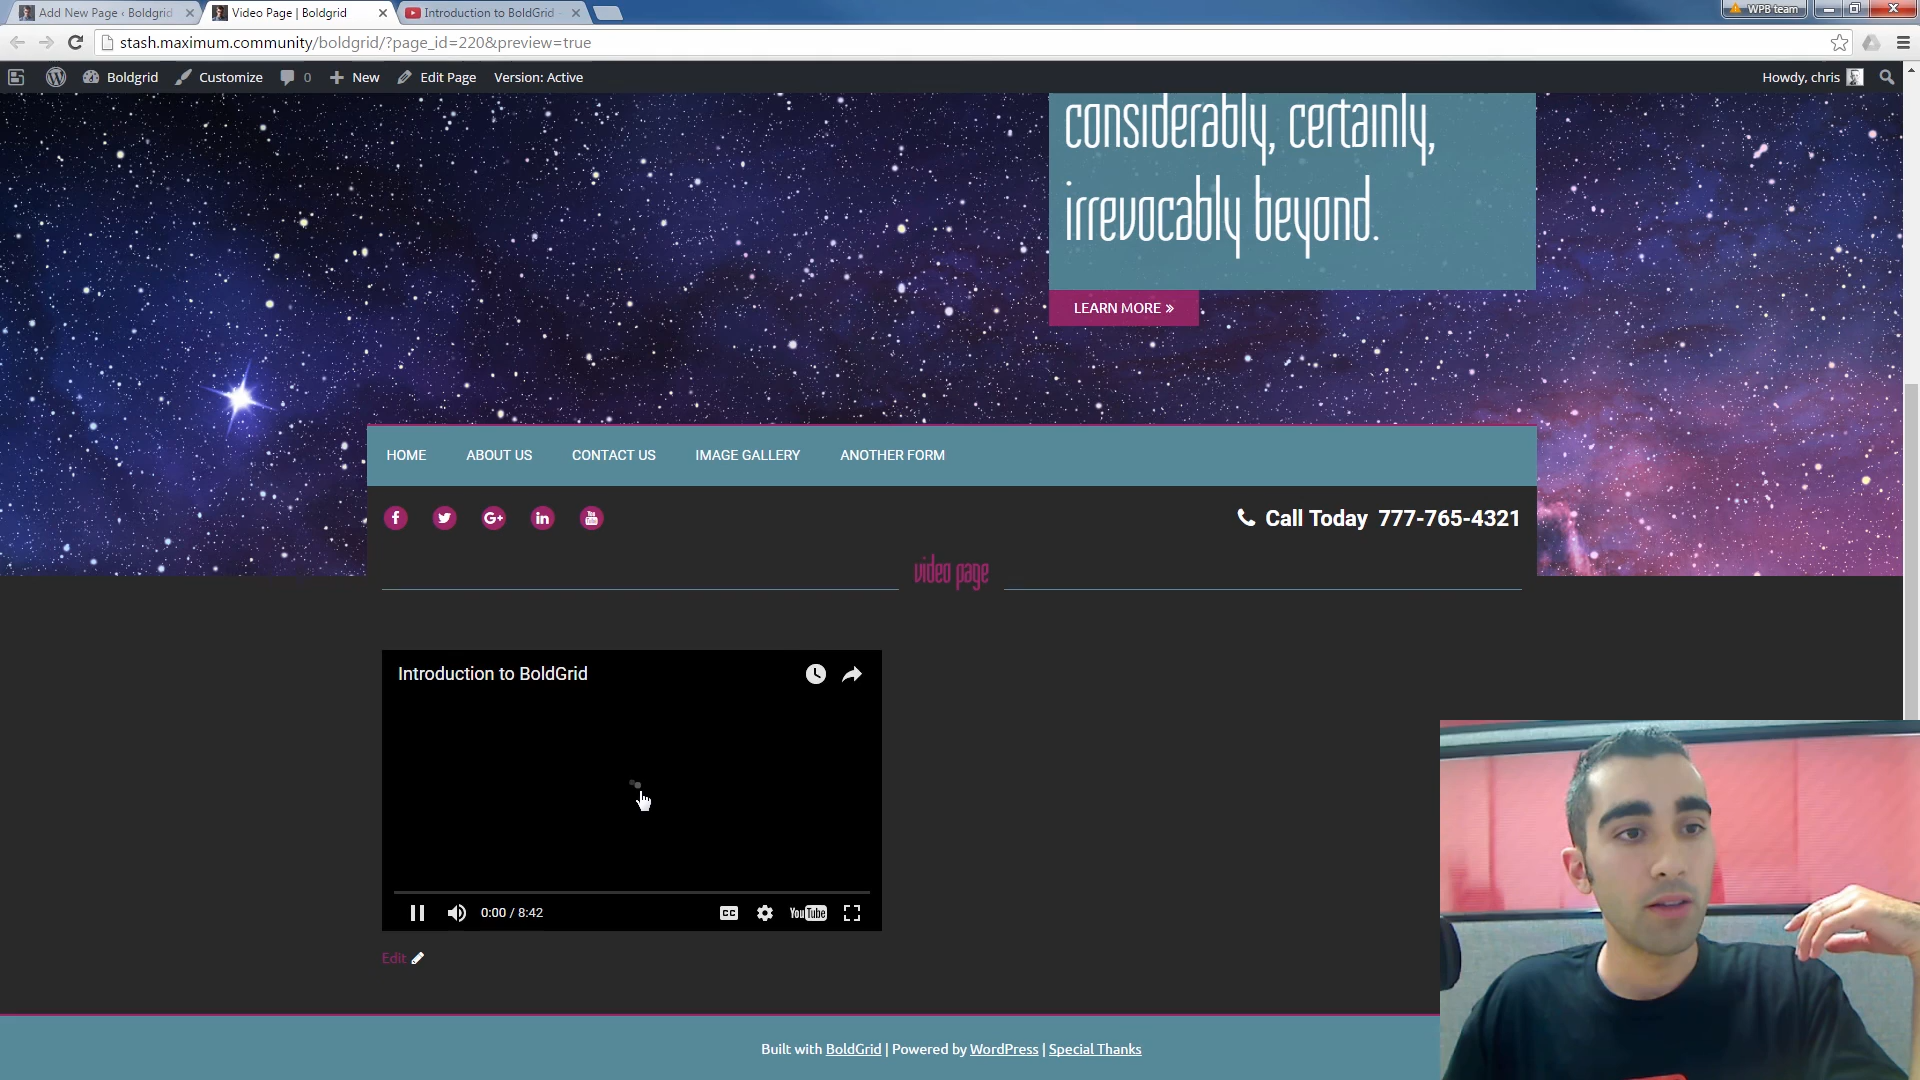 Add New Page ‹ Boldgrid
Video Page | Boldgrid
Introduction to BoldGrid -
WPB team
stash.maximum.community/boldgrid/?page_id=220&preview=true
Boldgrid
Customize
0
New
Edit Page
Version: Active
Howdy, chris
considerably, certainly,
irrevocably beyond.
LEARN MORE »
HOME
ABOUT US
CONTACT US
IMAGE GALLERY
ANOTHER FORM
Call Today 777-765-4321
video page
Introduction to BoldGrid
0:00 / 8:42
CC
YouTube
Edit
Built with BoldGrid | Powered by WordPress | Special Thanks